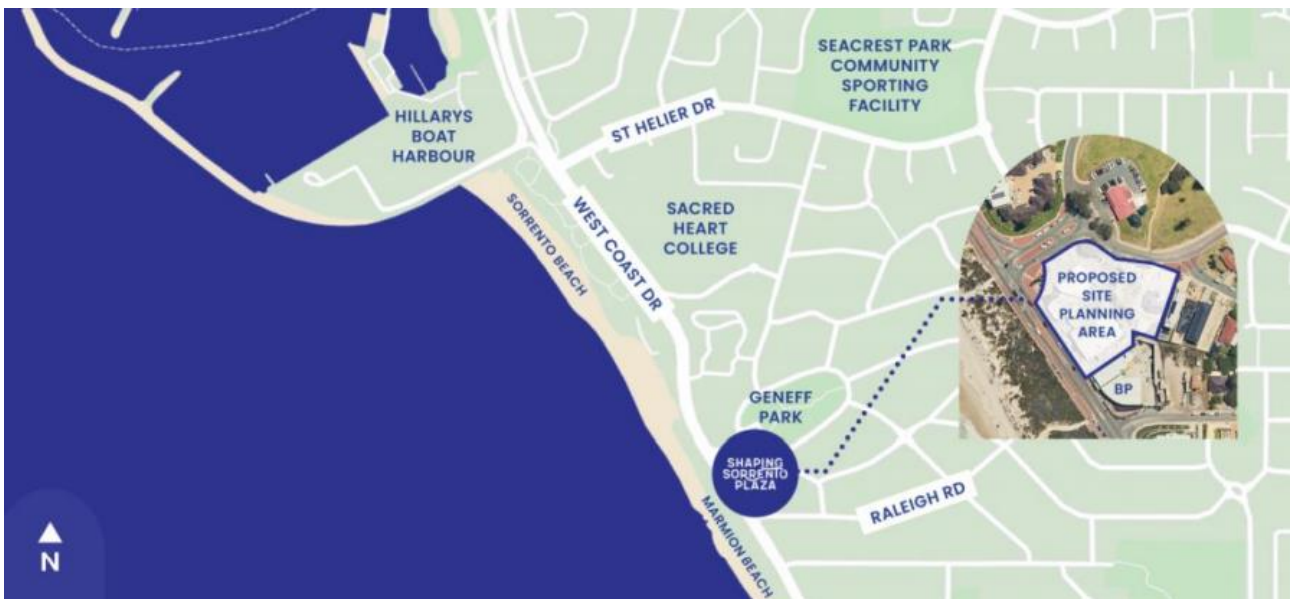 SEACREST PARK
COMMUNITY
SPORTING
FACILITY
HILLARYS
BOAT
HARBOUR
ST HELIER DR
SORRENTO BEACH
WEST COAST DR
SACRED
HEART
COLLEGE
PROPOSED
SITE
PLANNING
AREA
BP
GENEFF
PARK
SHAPING
SORRENTO
PLAZA
RALEIGH RD
MARMION BEACH
N